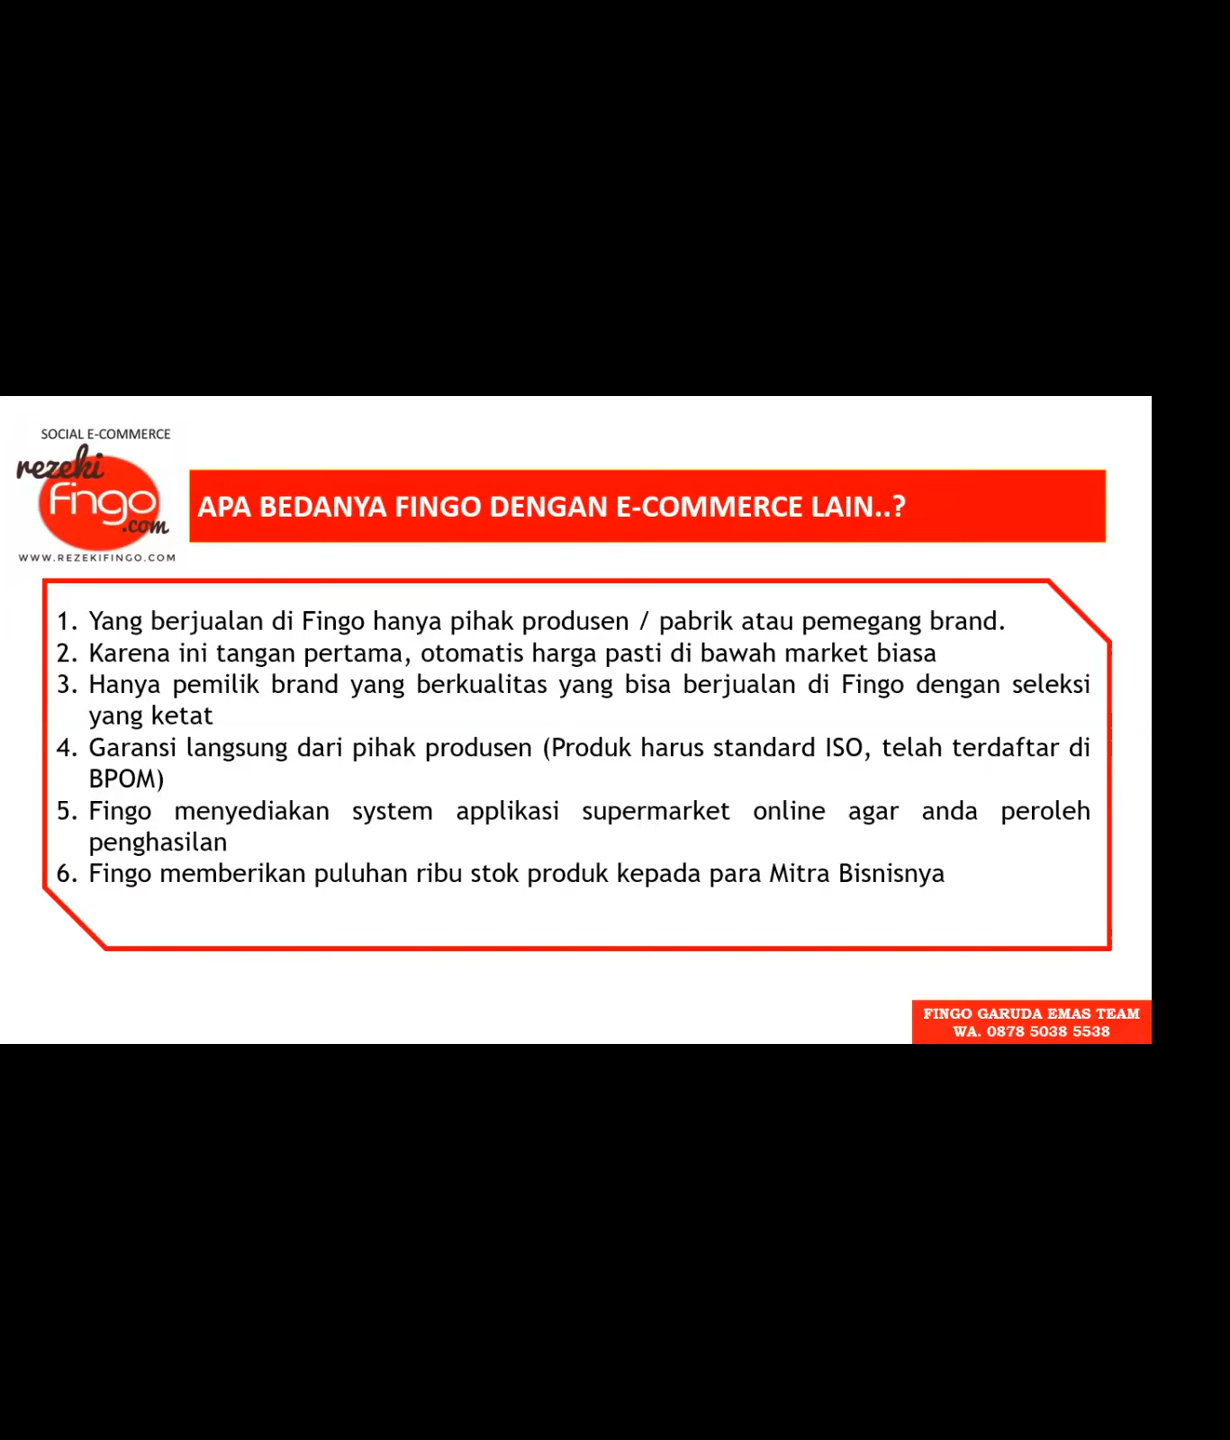 SOCIAL E-COMMERCE
rezeki
Fingo
.com
WWW.REZEKIFINGO.COM
APA BEDANYA FINGO DENGAN E-COMMERCE LAIN..?
1. Yang berjualan di Fingo hanya pihak produsen / pabrik atau pemegang brand.
2. Karena ini tangan pertama, otomatis harga pasti di bawah market biasa
3. Hanya pemilik brand yang berkualitas yang bisa berjualan di Fingo dengan seleksi
yang ketat
4. Garansi langsung dari pihak produsen (Produk harus standard ISO, telah terdaftar di
BPOM)
5. Fingo menyediakan system applikasi supermarket online agar anda peroleh
penghasilan
6. Fingo memberikan puluhan ribu stok produk kepada para Mitra Bisnisnya
FINGO GARUDA EMAS TEAM
WA. 0878 5038 5538